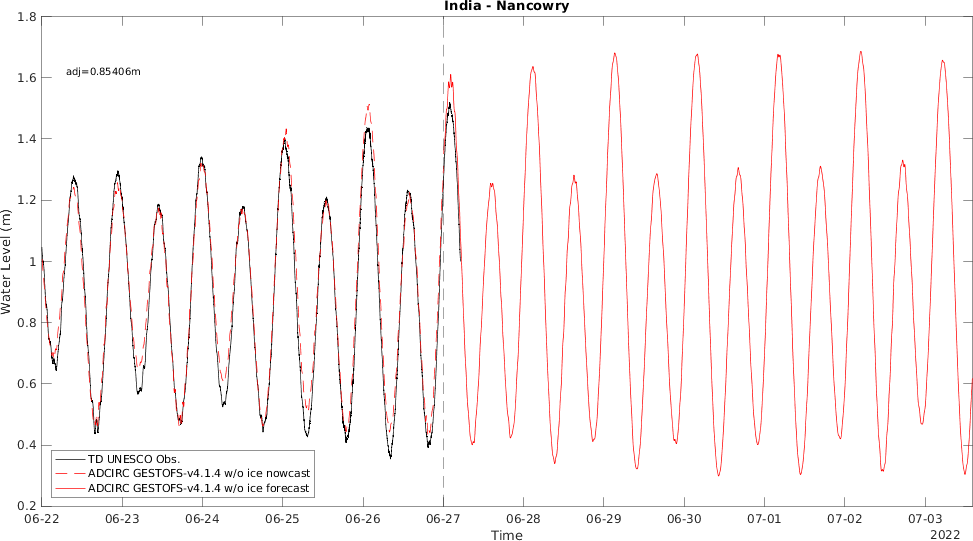 India - Nancowry
adj=0.85406m
1.8
1.6
1.4
1.2
1
0.8
0.6
0.4
0.2
Water Level (m)
TD UNESCO Obs.
ADCIRC GESTOFS-v4.1.4 w/o ice nowcast
ADCIRC GESTOFS-v4.1.4 w/o ice forecast
06-22 06-23 06-24 06-25 06-26 06-27 06-28 06-29 06-30 07-01 07-02 07-03
Time
2022